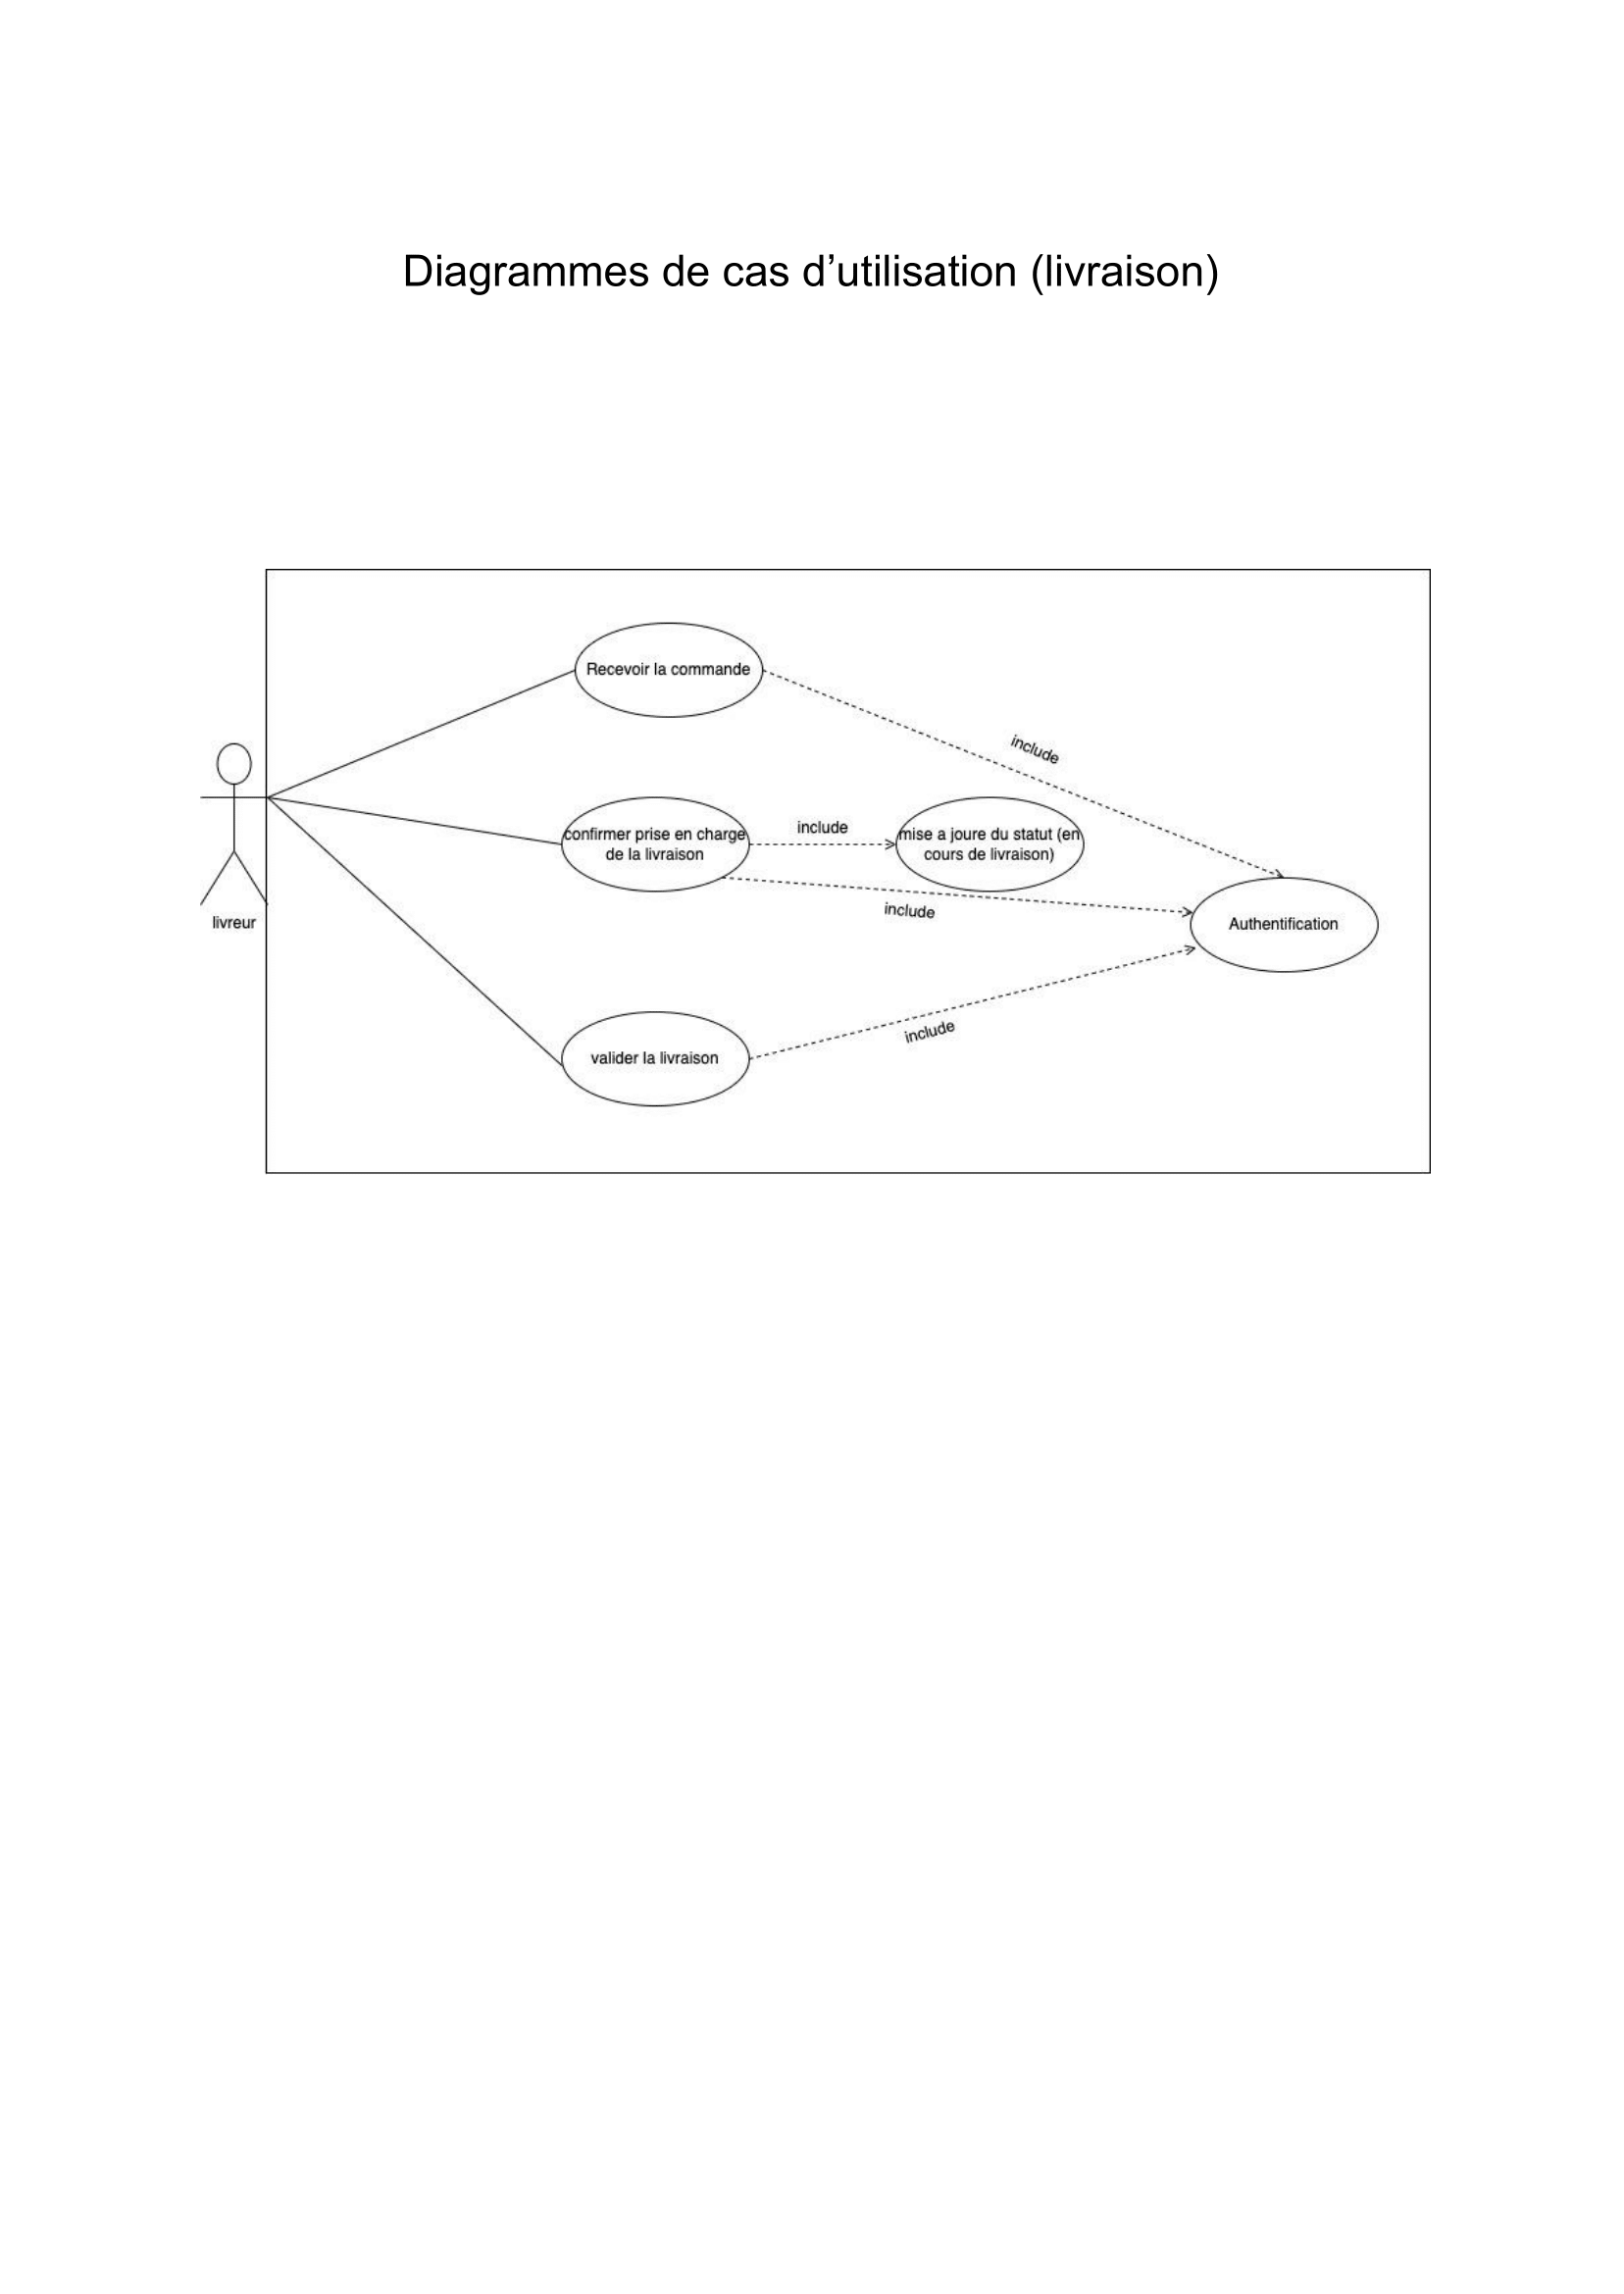 Diagrammes de cas d’utilisation (livraison)
Recevoir la commande
include
confirmer prise en charge
de la livraison
include
mise a joure du statut (en
cours de livraison)
include
livreur
Authentification
include
valider la livraison